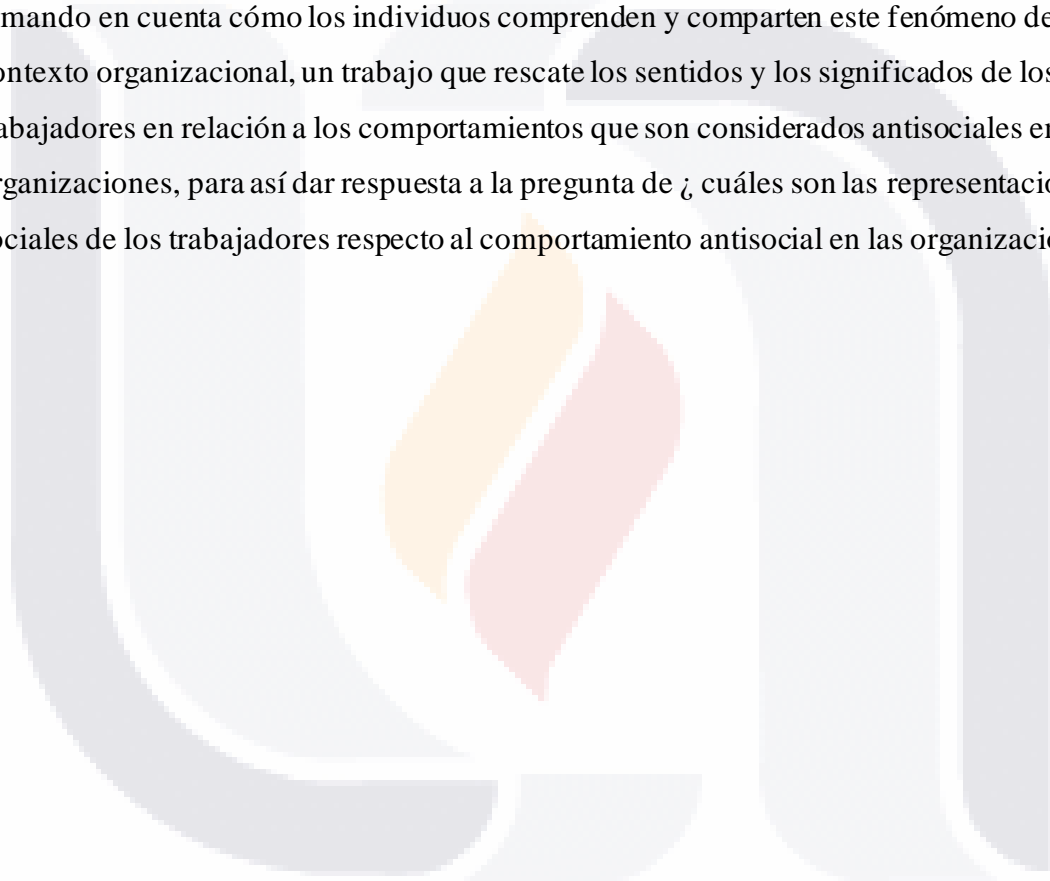 mando en cuenta cómo los individuos comprenden y comparten este fenómeno de
ontexto organizacional, un trabajo que rescate los sentidos y los significados de los
abajadores en relación a los comportamientos que son considerados antisociales en
rganizaciones, para así dar respuesta a la pregunta de ¿ cuáles son las representacio
ociales de los trabajadores respecto al comportamiento antisocial en las organizacio